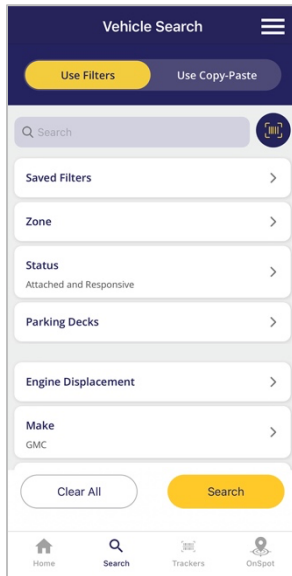 Vehicle Search
Use Filters
Use Copy-Paste
Search
Saved Filters
Zone
Status
Attached and Responsive
Parking Decks
Engine Displacement
Make
GMC
Clear All
Search
Home
Search
Trackers
OnSpot